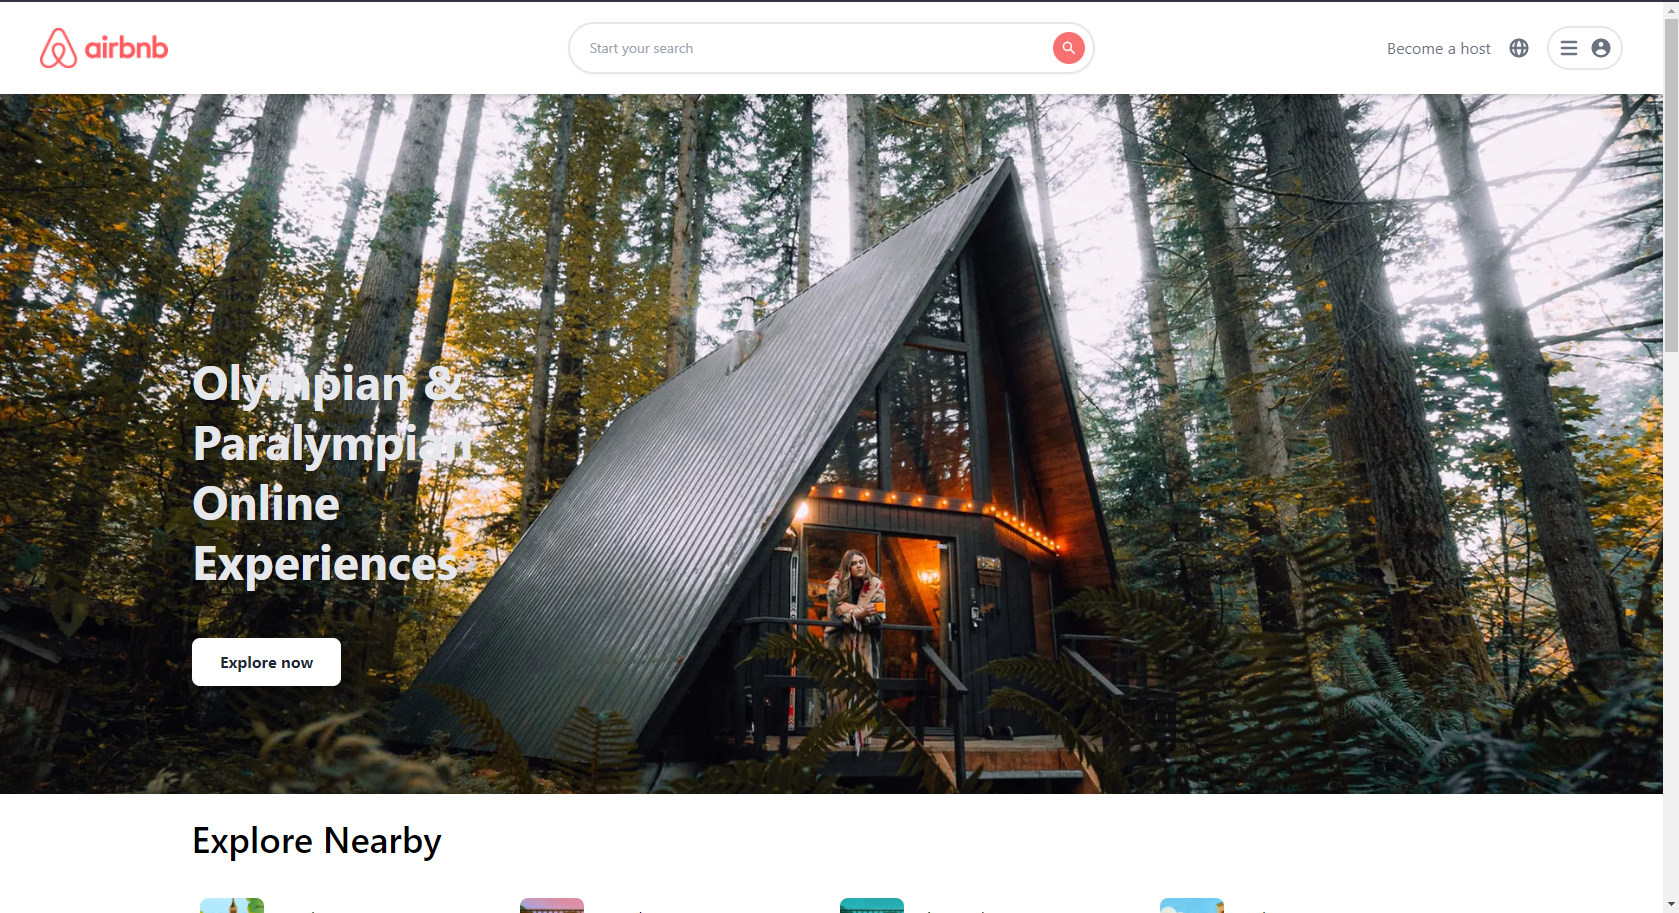 airbnb
Start your search
Become a host
Olympian &
Paralympian
Online
Experiences
Explore now
Explore Nearby